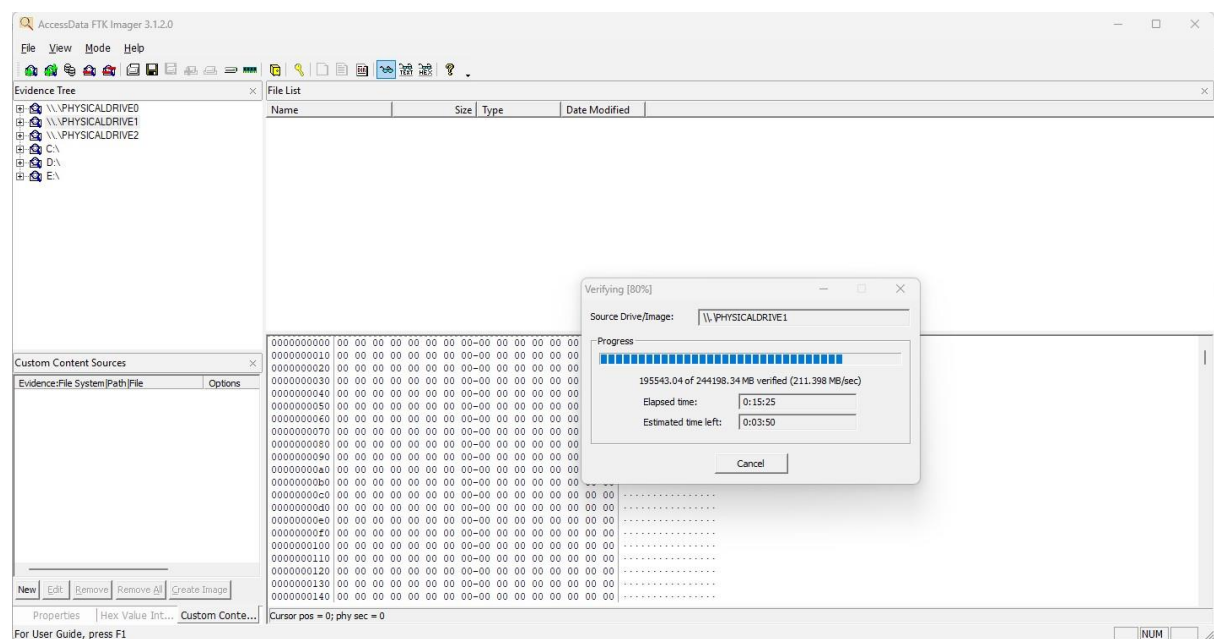 AccessData FTK Imager 3.1.2.0
File View Mode Help
Evidence Tree
\\.\PHYSICALDRIVE0
\\.\PHYSICALDRIVE1
\\.\PHYSICALDRIVE2
C:\
D:\
E:\
File List
Name Size Type Date Modified
Custom Content Sources
Evidence:File System|Path|File Options
New Edit Remove Remove All Create Image
Properties Hex Value Int... Custom Conte...
0000000000 00 00 00 00 00 00 00 00-00 00 00 00 00 00
0000000010 00 00 00 00 00 00 00 00-00 00 00 00 00 00
0000000020 00 00 00 00 00 00 00 00-00 00 00 00 00 00
0000000030 00 00 00 00 00 00 00 00-00 00 00 00 00 00
0000000040 00 00 00 00 00 00 00 00-00 00 00 00 00 00
0000000050 00 00 00 00 00 00 00 00-00 00 00 00 00 00
0000000060 00 00 00 00 00 00 00 00-00 00 00 00 00 00
0000000070 00 00 00 00 00 00 00 00-00 00 00 00 00 00
0000000080 00 00 00 00 00 00 00 00-00 00 00 00 00 00
0000000090 00 00 00 00 00 00 00 00-00 00 00 00 00 00
00000000a0 00 00 00 00 00 00 00 00-00 00 00 00 00 00
00000000b0 00 00 00 00 00 00 00 00-00 00 00 00 00 00
00000000c0 00 00 00 00 00 00 00 00-00 00 00 00 00 00 00 00 ················
00000000d0 00 00 00 00 00 00 00 00-00 00 00 00 00 00 00 00 ················
00000000e0 00 00 00 00 00 00 00 00-00 00 00 00 00 00 00 00 ················
00000000f0 00 00 00 00 00 00 00 00-00 00 00 00 00 00 00 00 ················
0000000100 00 00 00 00 00 00 00 00-00 00 00 00 00 00 00 00 ················
0000000110 00 00 00 00 00 00 00 00-00 00 00 00 00 00 00 00 ················
0000000120 00 00 00 00 00 00 00 00-00 00 00 00 00 00 00 00 ················
0000000130 00 00 00 00 00 00 00 00-00 00 00 00 00 00 00 00 ················
0000000140 00 00 00 00 00 00 00 00-00 00 00 00 00 00 00 00 ················
Cursor pos = 0; phy sec = 0
Verifying [80%]
Source Drive/Image: \\.\PHYSICALDRIVE1
Progress
195543.04 of 244198.34 MB verified (211.398 MB/sec)
Elapsed time: 0:15:25
Estimated time left: 0:03:50
Cancel
For User Guide, press F1
NUM